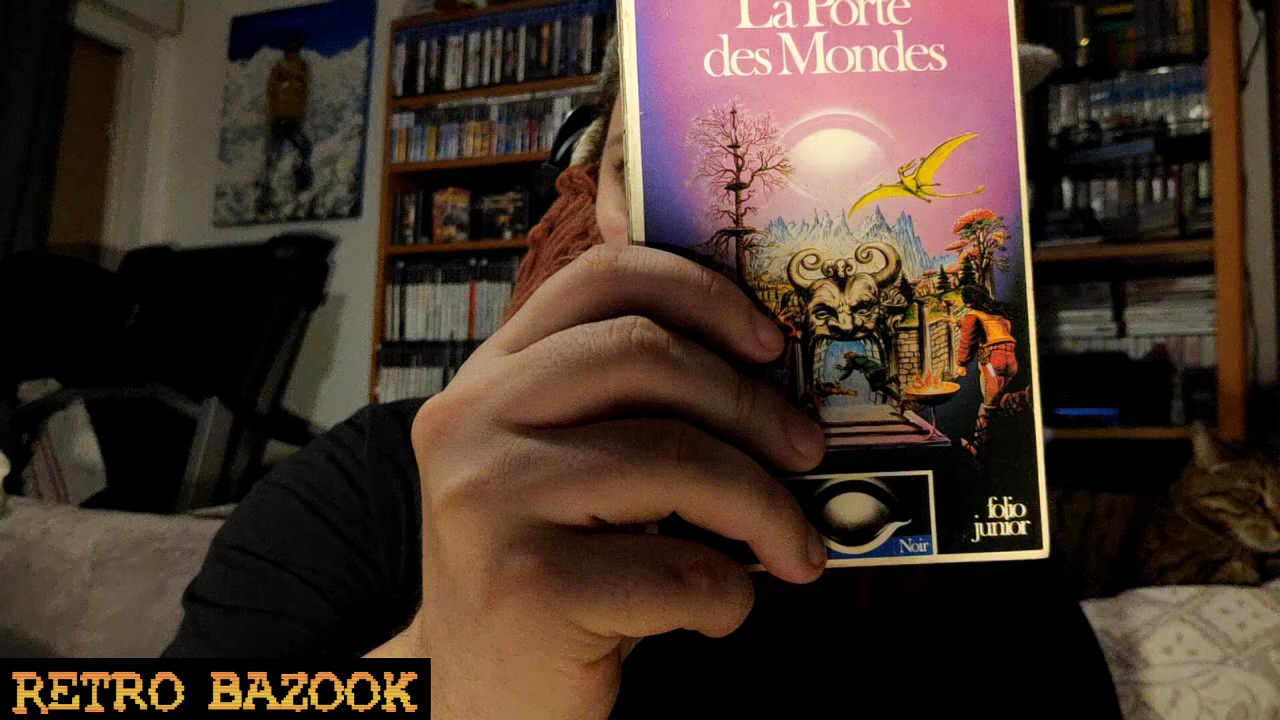 La Porte
des Mondes
folio
junior
Noir
RETRO BAZOOK